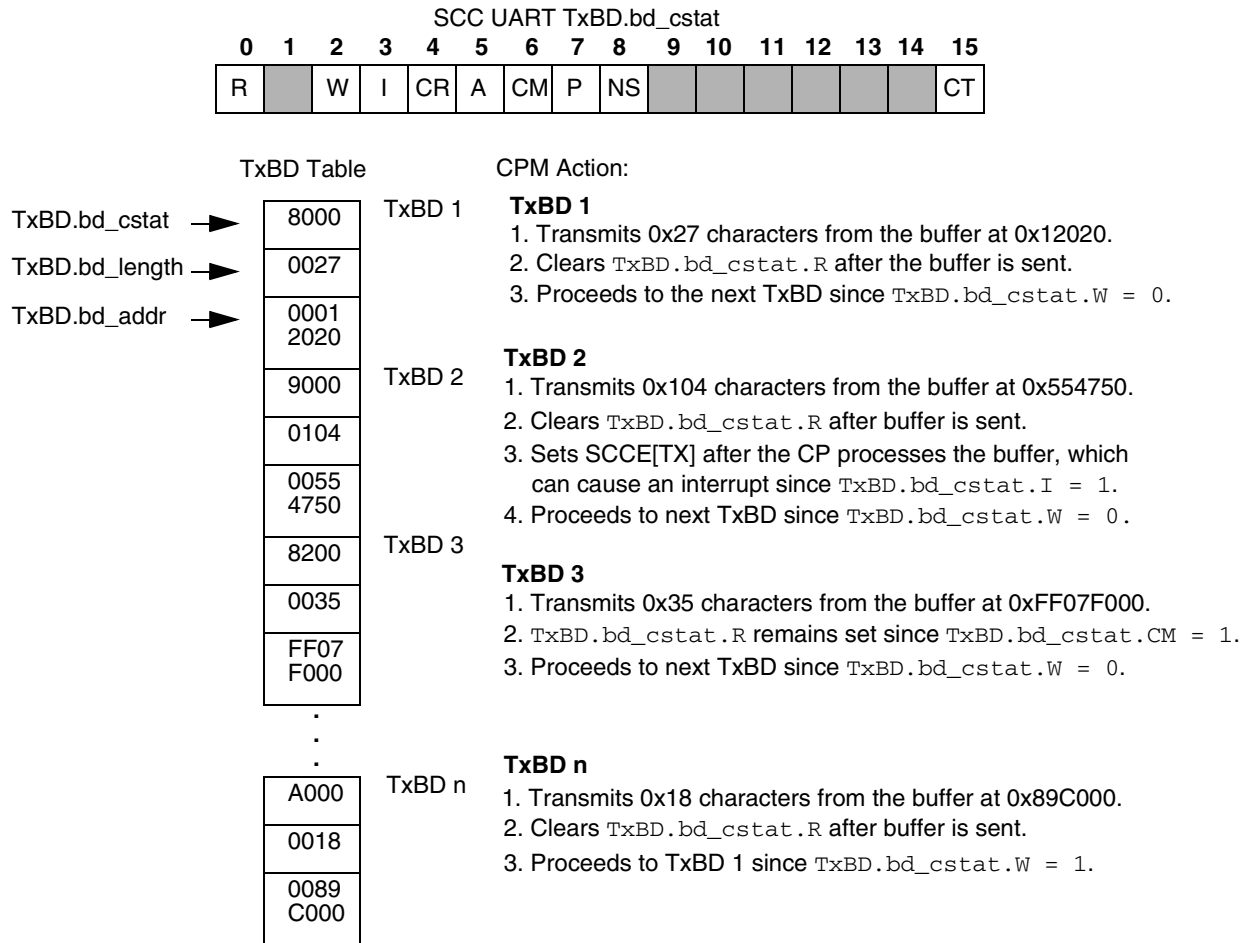 SCC UART TxBD.bd_cstat
0 1 2 3 4 5 6 7 8 9 10 11 12 13 14 15
R W I CR A CM P NS CT
TxBD Table
CPM Action:
TxBD.bd_cstat
8000
TxBD 1
TxBD.bd_length
0027
TxBD.bd_addr
0001
2020
TxBD 1
1. Transmits 0x27 characters from the buffer at 0x12020.
2. Clears TxBD.bd_cstat.R after the buffer is sent.
3. Proceeds to the next TxBD since TxBD.bd_cstat.W = 0.
9000
TxBD 2
0104
0055
4750
TxBD 2
1. Transmits 0x104 characters from the buffer at 0x554750.
2. Clears TxBD.bd_cstat.R after buffer is sent.
3. Sets SCCE[TX] after the CP processes the buffer, which
can cause an interrupt since TxBD.bd_cstat.I = 1.
4. Proceeds to next TxBD since TxBD.bd_cstat.W = 0.
8200
TxBD 3
0035
FF07
F000
TxBD 3
1. Transmits 0x35 characters from the buffer at 0xFF07F000.
2. TxBD.bd_cstat.R remains set since TxBD.bd_cstat.CM = 1.
3. Proceeds to next TxBD since TxBD.bd_cstat.W = 0.
.
.
.
A000
TxBD n
0018
0089
C000
TxBD n
1. Transmits 0x18 characters from the buffer at 0x89C000.
2. Clears TxBD.bd_cstat.R after buffer is sent.
3. Proceeds to TxBD 1 since TxBD.bd_cstat.W = 1.